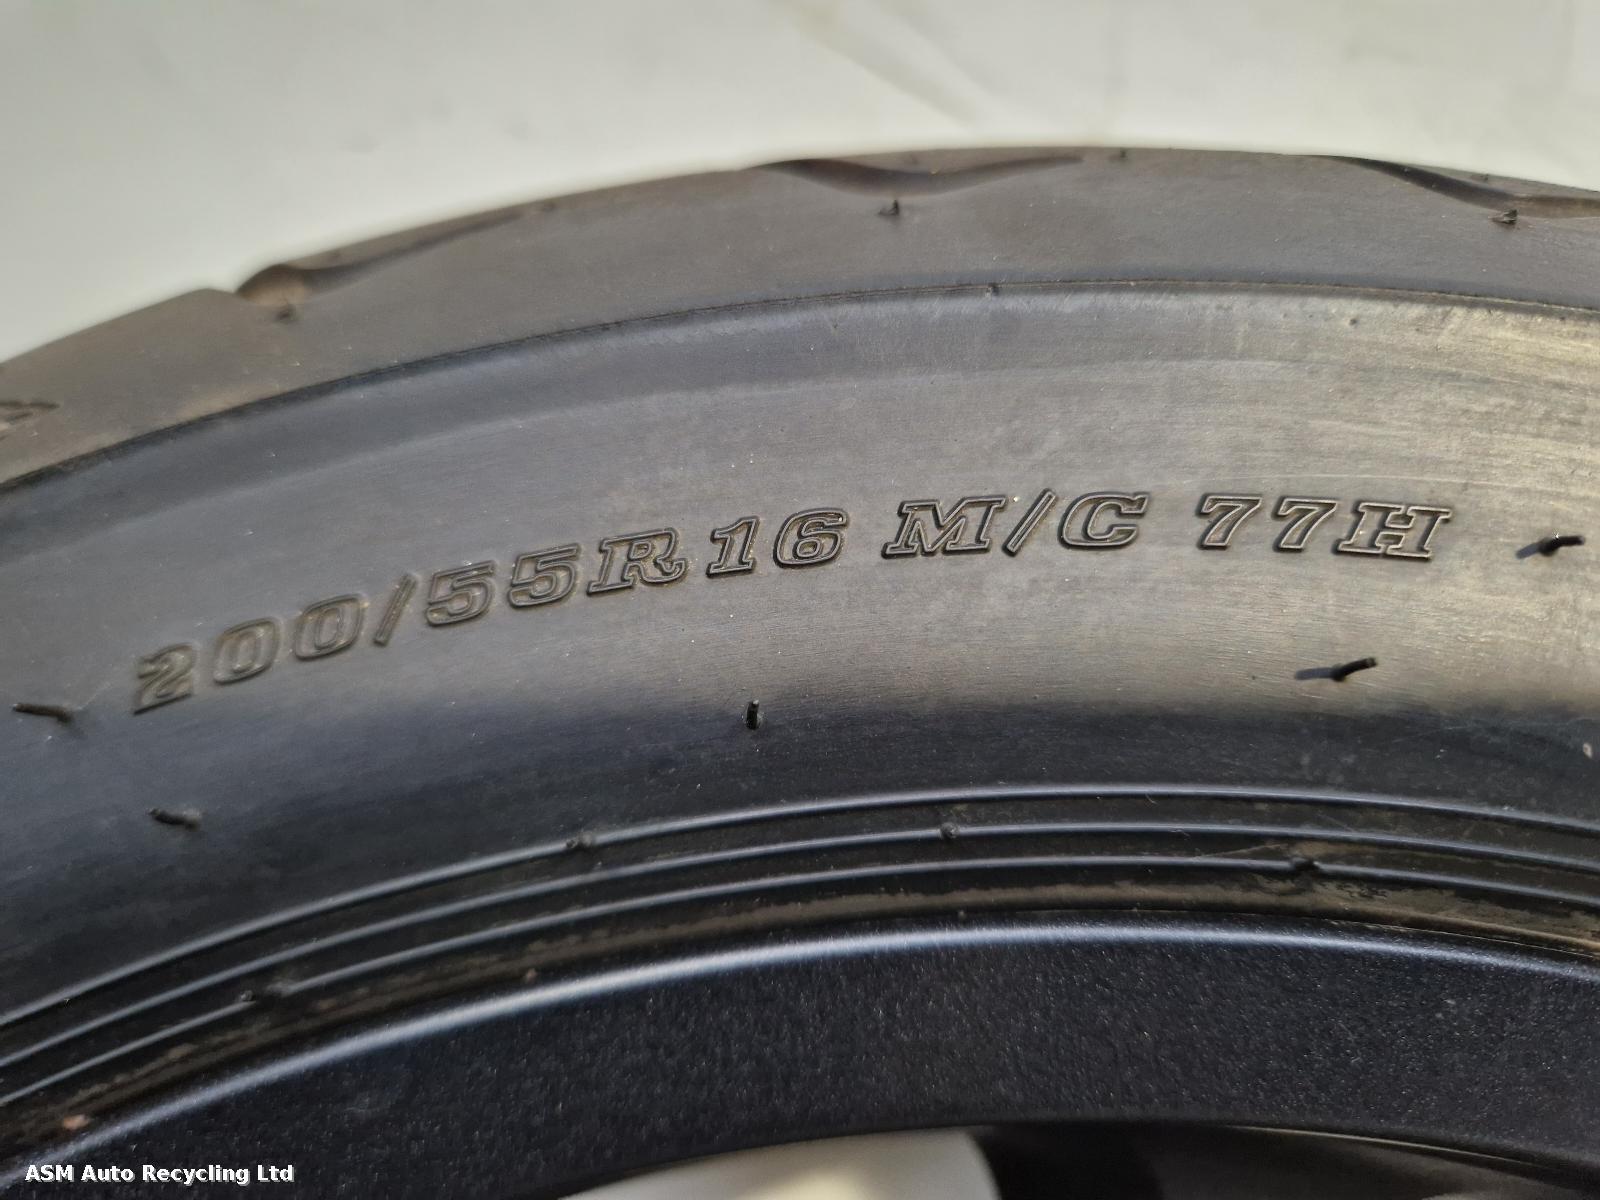 200/55R16 M/C 77H
ASM Auto Recycling Ltd